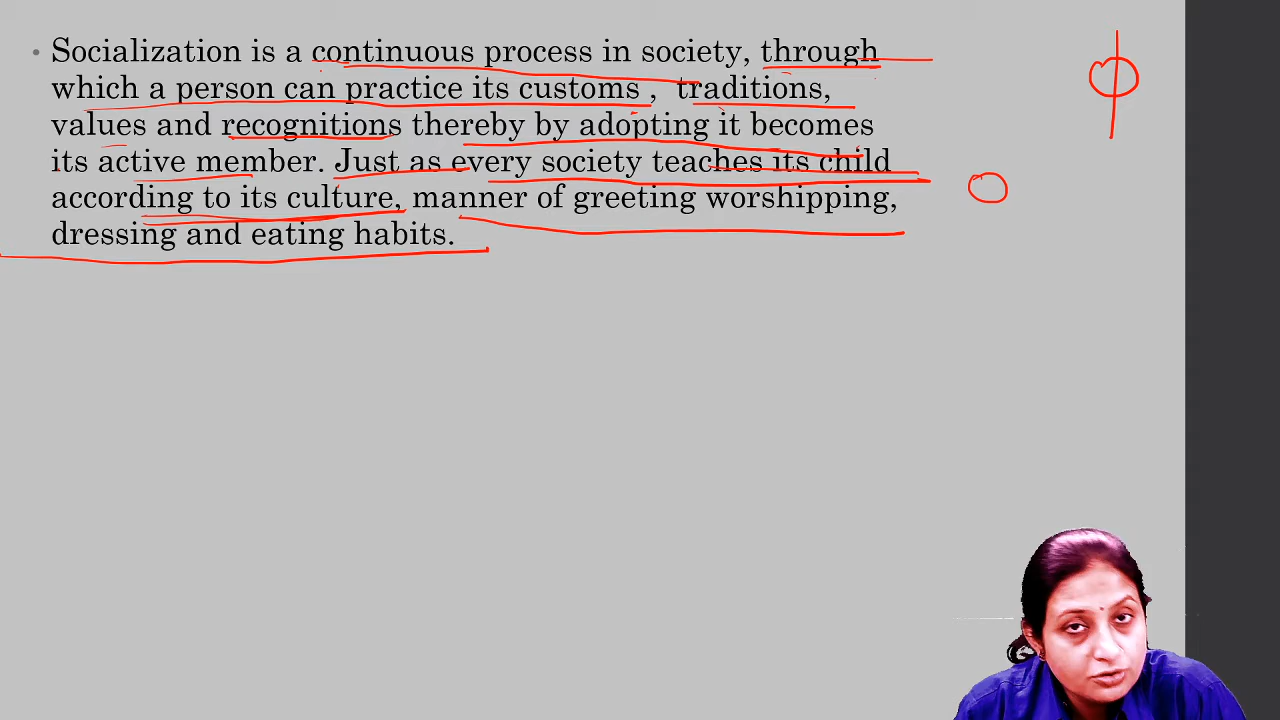 • Socialization is a continuous process in society, through
which a person can practice its customs , traditions,
values and recognitions thereby by adopting it becomes
its active member. Just as every society teaches its child
according to its culture, manner of greeting worshipping,
dressing and eating habits.